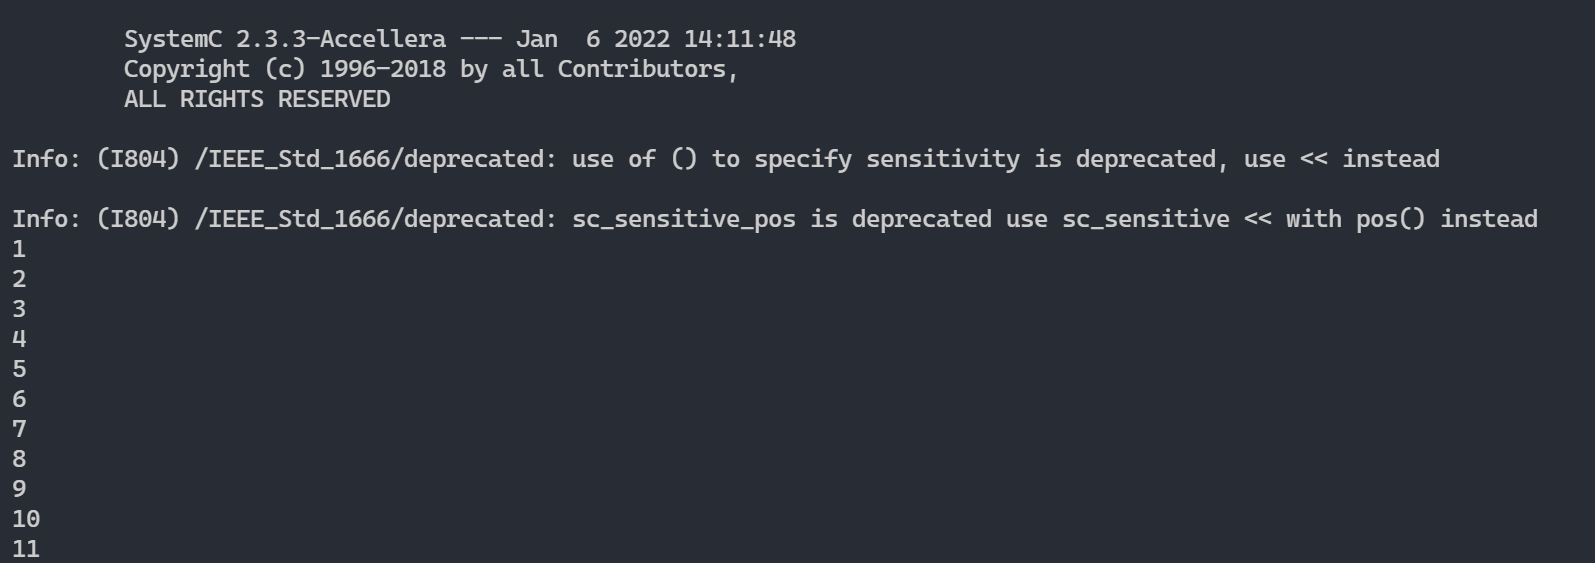 SystemC 2.3.3-Accellera --- Jan  6 2022 14:11:48
Copyright (c) 1996-2018 by all Contributors,
ALL RIGHTS RESERVED
Info: (I804) /IEEE_Std_1666/deprecated: use of () to specify sensitivity is deprecated, use << instead
Info: (I804) /IEEE_Std_1666/deprecated: sc_sensitive_pos is deprecated use sc_sensitive << with pos() instead
1
2
3
4
5
6
7
8
9
10
11